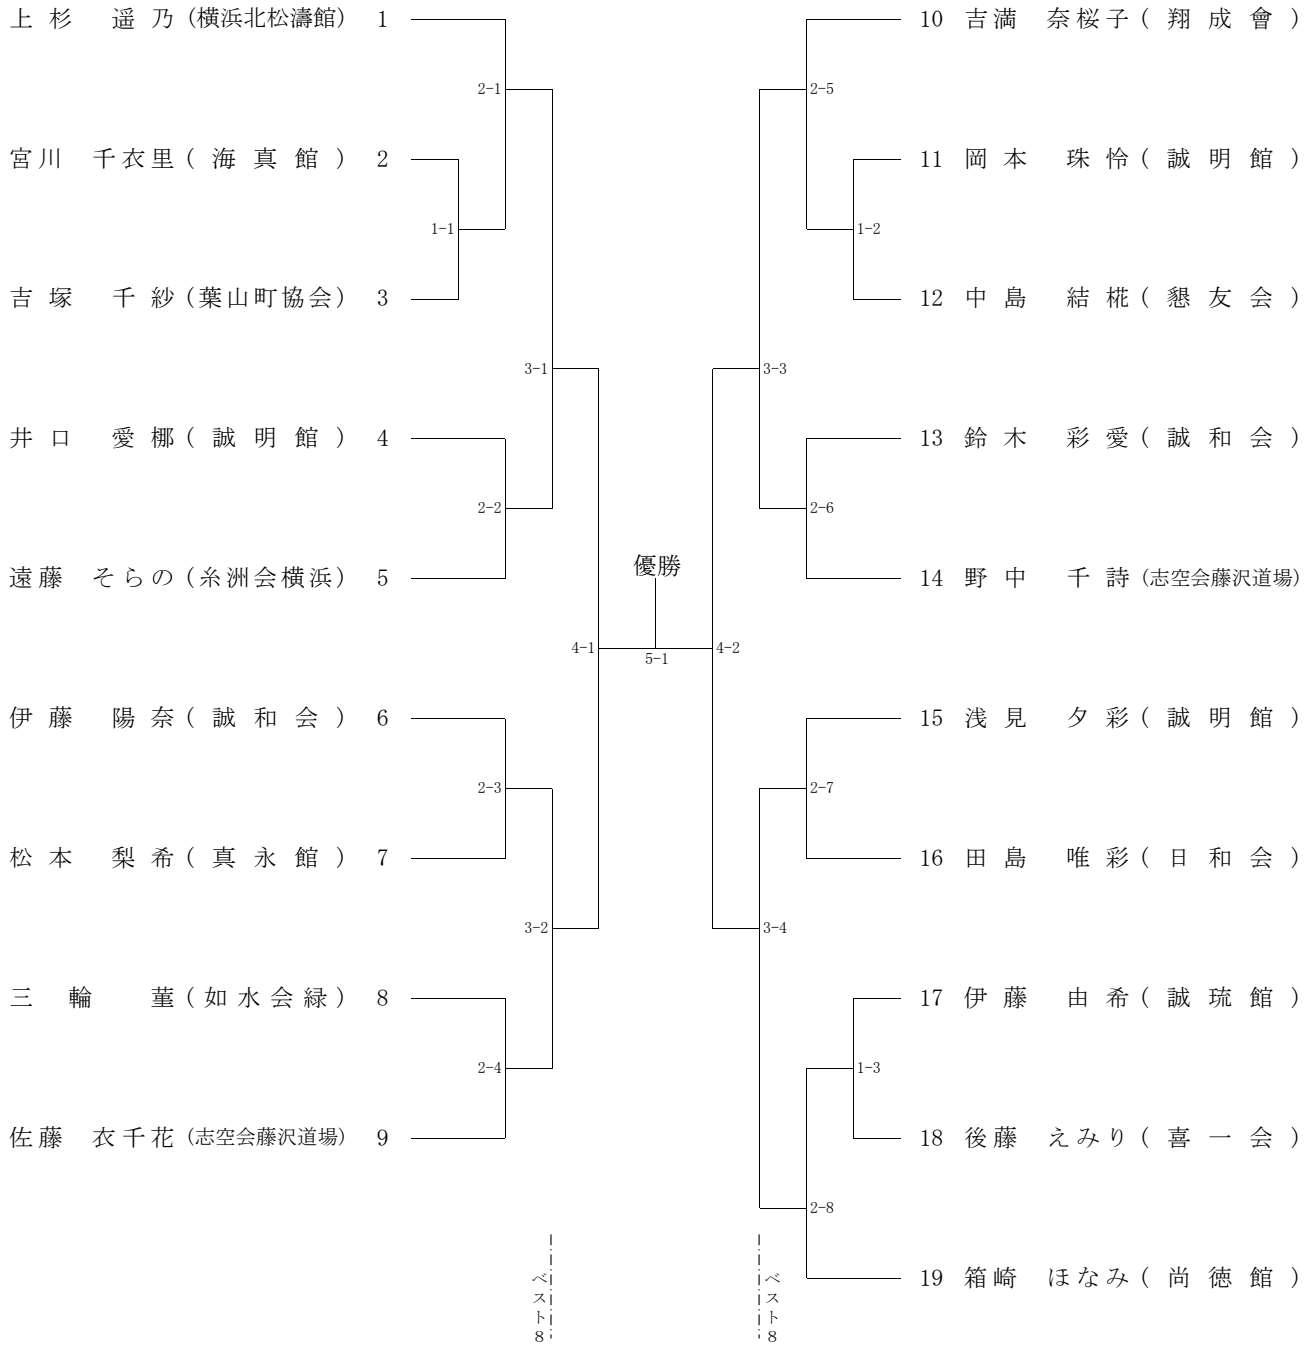 上杉 遥乃 (横浜北松濤館) 1
2-1
宮川 千衣里 (海真館) 2
1-1
吉塚 千紗 (葉山町協会) 3
3-1
井口 愛梛 (誠明館) 4
2-2
遠藤 そらの (糸洲会横浜) 5
4-1
伊藤 陽奈 (誠和会) 6
2-3
松本 梨希 (真永館) 7
3-2
三輪 菫 (如水会緑) 8
2-4
佐藤 衣千花 (志空会藤沢道場) 9
ベスト8
優勝
5-1
10 吉満 奈桜子 (翔成會)
2-5
11 岡本 珠怜 (誠明館)
1-2
12 中島 結椛 (懇友会)
3-3
13 鈴木 彩愛 (誠和会)
2-6
14 野中 千詩 (志空会藤沢道場)
4-2
15 浅見 夕彩 (誠明館)
2-7
16 田島 唯彩 (日和会)
3-4
17 伊藤 由希 (誠琉館)
1-3
18 後藤 えみり (喜一会)
2-8
19 箱崎 ほなみ (尚徳館)
ベスト8